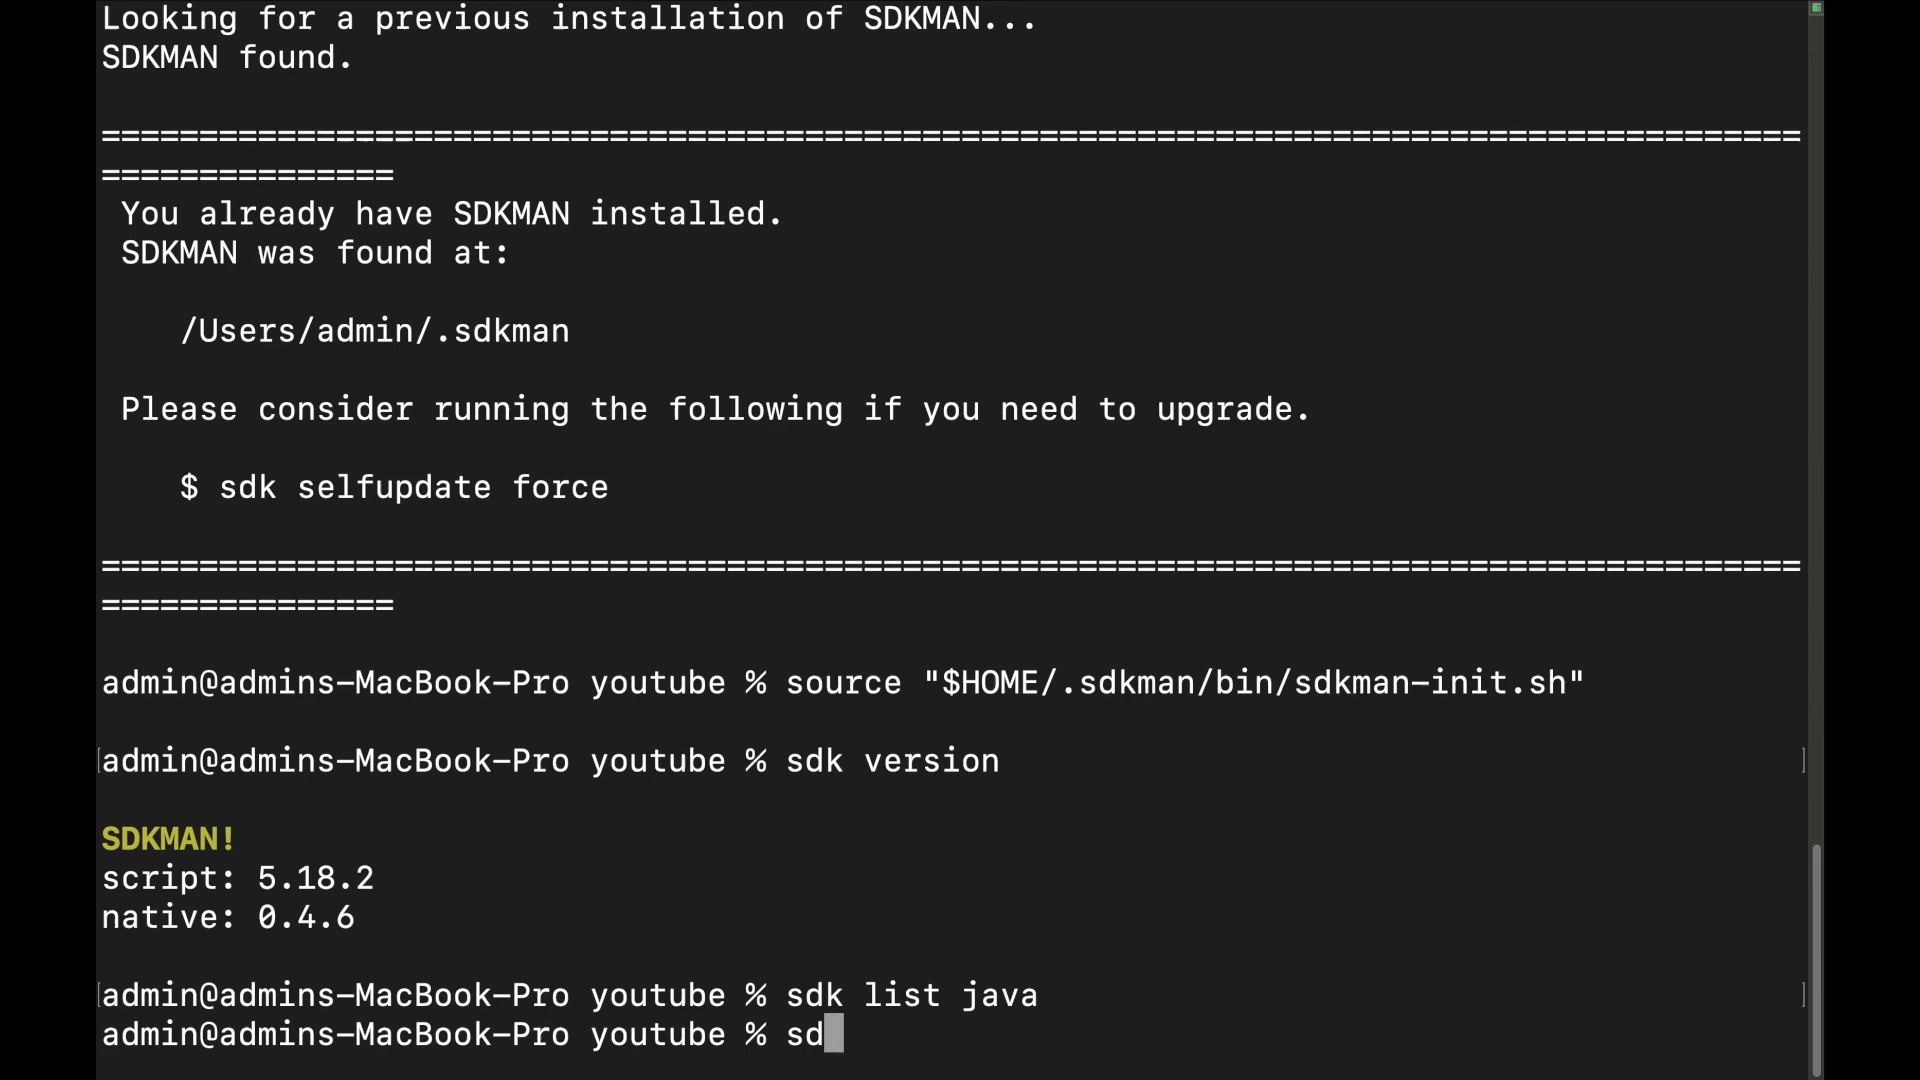 Looking for a previous installation of SDKMAN...
SDKMAN found.
=======================================================================================
===============
You already have SDKMAN installed.
SDKMAN was found at:
/Users/admin/.sdkman
Please consider running the following if you need to upgrade.
$ sdk selfupdate force
=======================================================================================
===============
admin@admins-MacBook-Pro youtube % source "$HOME/.sdkman/bin/sdkman-init.sh"
[admin@admins-MacBook-Pro youtube % sdk version ]
SDKMAN!
script: 5.18.2
native: 0.4.6
[admin@admins-MacBook-Pro youtube % sdk list java ]
admin@admins-MacBook-Pro youtube % sd